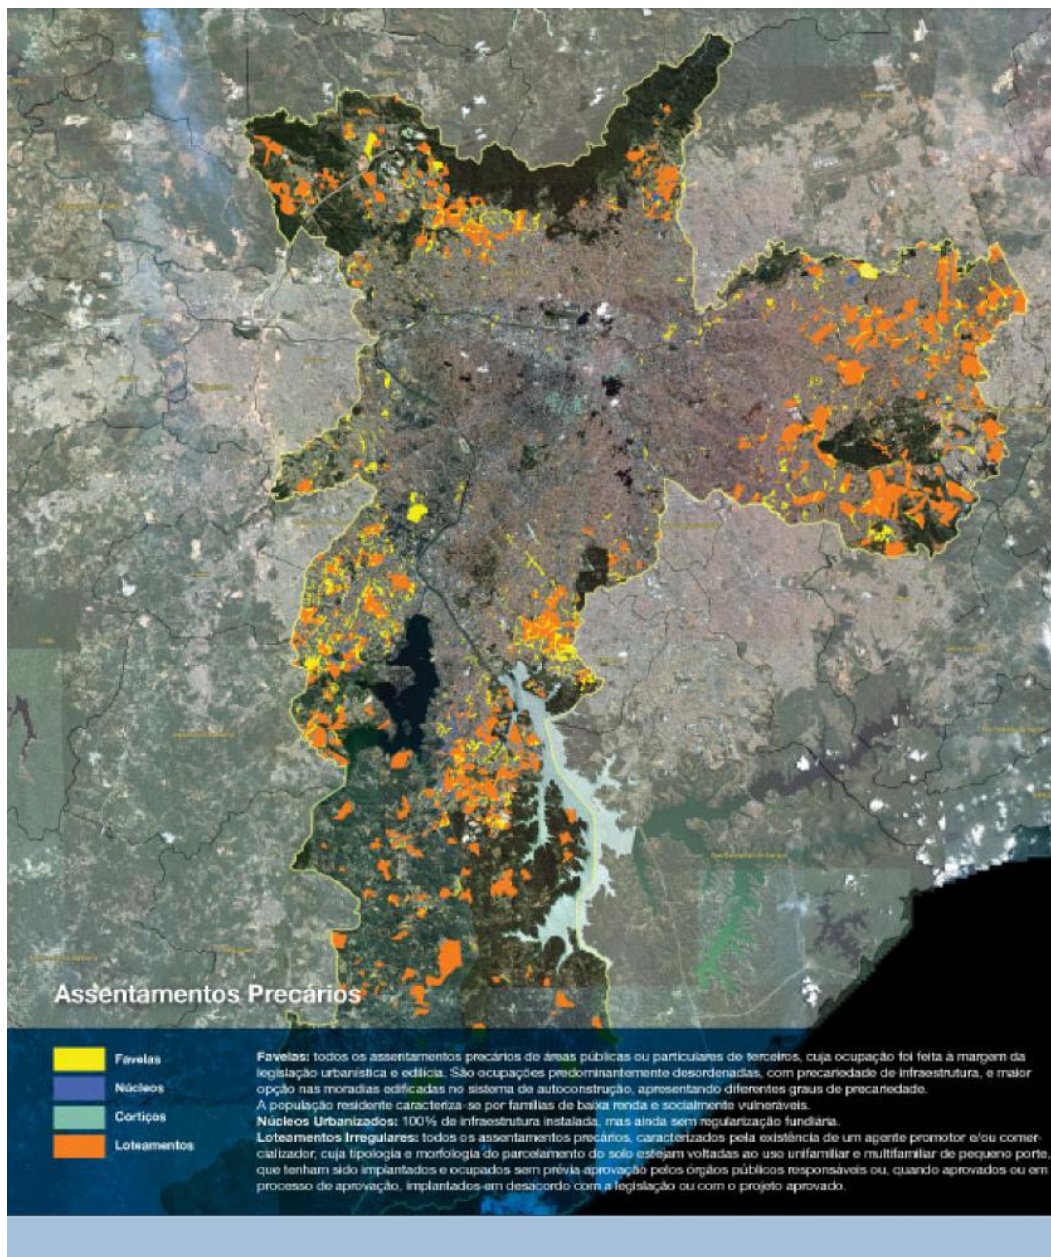 Assentamentos Precários
Favelas
Núcleos
Cortiços
Loteamentos
Favelas: todos os assentamentos precários de áreas públicas ou particulares de terceiros, cuja ocupação foi feita à margem da
legislação urbanística e edilícia. São ocupações predominantemente desordenadas, com precariedade de infraestrutura, e maior
opção nas moradias edificadas no sistema de autoconstrução, apresentando diferentes graus de precariedade.
A população residente caracteriza-se por famílias de baixa renda e socialmente vulneráveis.
Núcleos Urbanizados: 100% de infraestrutura instalada, mas ainda sem regularização fundiária.
Loteamentos Irregulares: todos os assentamentos precários, caracterizados pela existência de um agente promotor e/ou comer-
cializador, cuja tipologia e morfologia do parcelamento do solo estejam voltadas ao uso unifamiliar e multifamiliar de pequeno porte,
que tenham sido implantados e ocupados sem prévia aprovação pelos órgãos públicos responsáveis ou, quando aprovados ou em
processo de aprovação, implantados em desacordo com a legislação ou com o projeto aprovado.